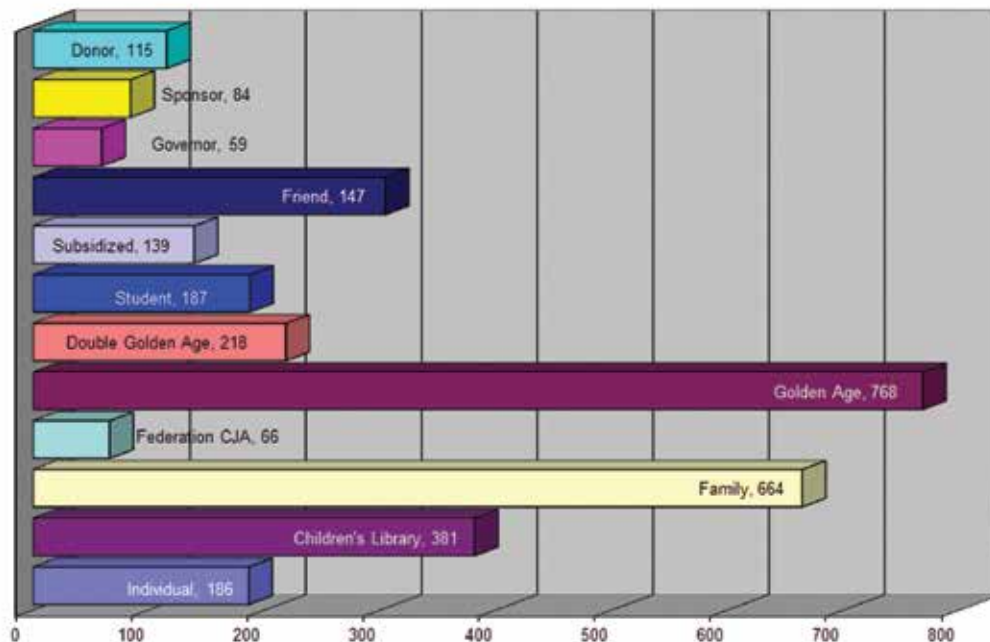 Donor, 115
Sponsor, 84
Governor, 59
Friend, 147
Subsidized, 139
Student, 187
Double Golden Age, 218
Golden Age, 768
Federation CJA, 66
Family, 664
Children's Library, 381
Individual, 186
0 100 200 300 400 500 600 700 800